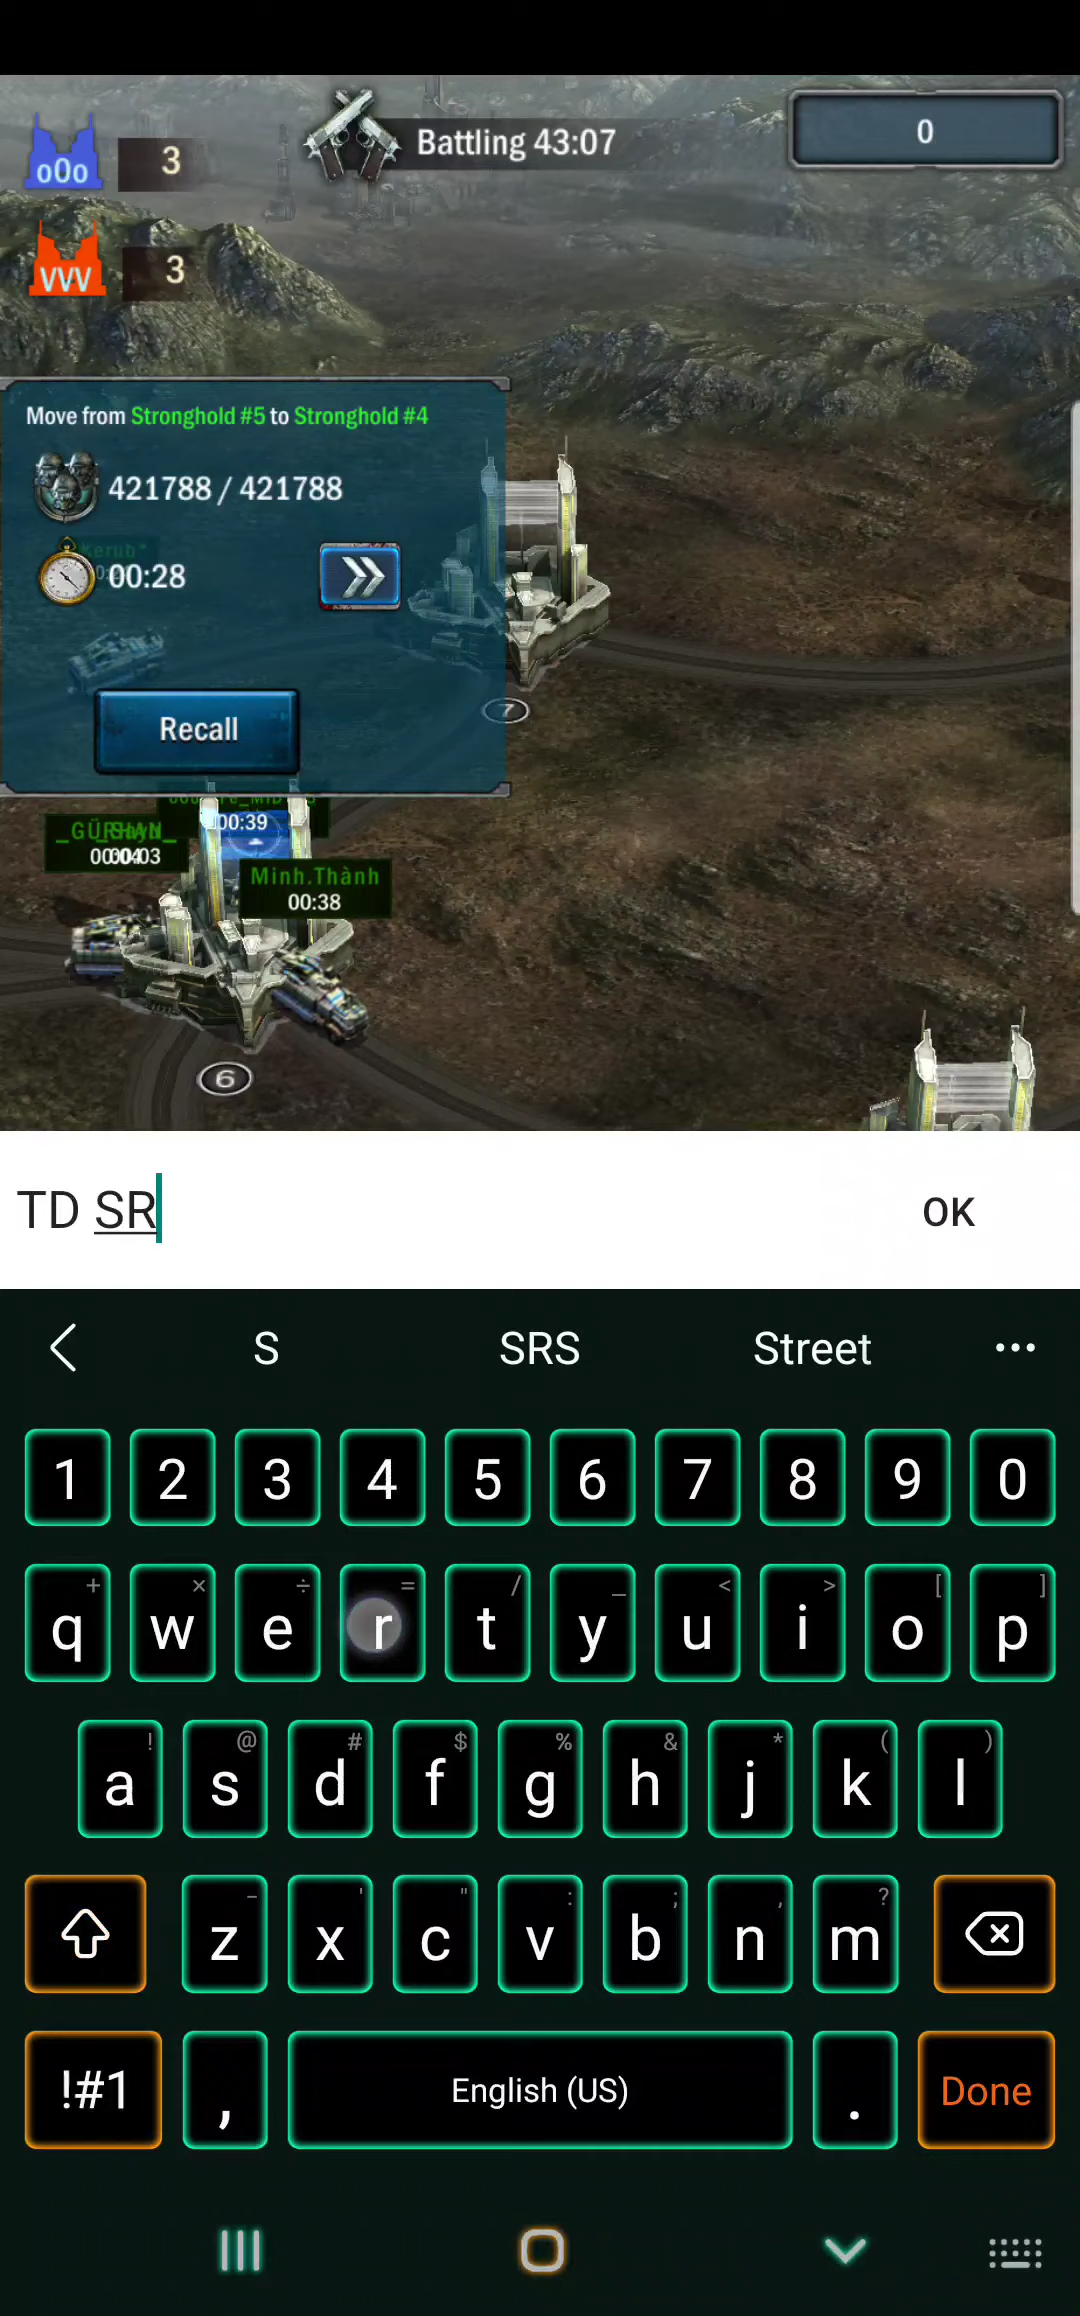 Battling 43:07
0
o0o 3
VVV 3
Move from Stronghold #5 to Stronghold #4
421788 / 421788
Kerub*
00:28
Recall
7
00:39
Minh.Thành
00:38
6
TD SR
OK
S SRS Street
1 2 3 4 5 6 7 8 9 0
+ × ÷ = / _ < > [ ]
q w e r t y u i o p
! @ # $ % & * ( )
a s d f g h j k l
- ' " : ; , ?
z x c v b n m
!#1 , English (US) . Done